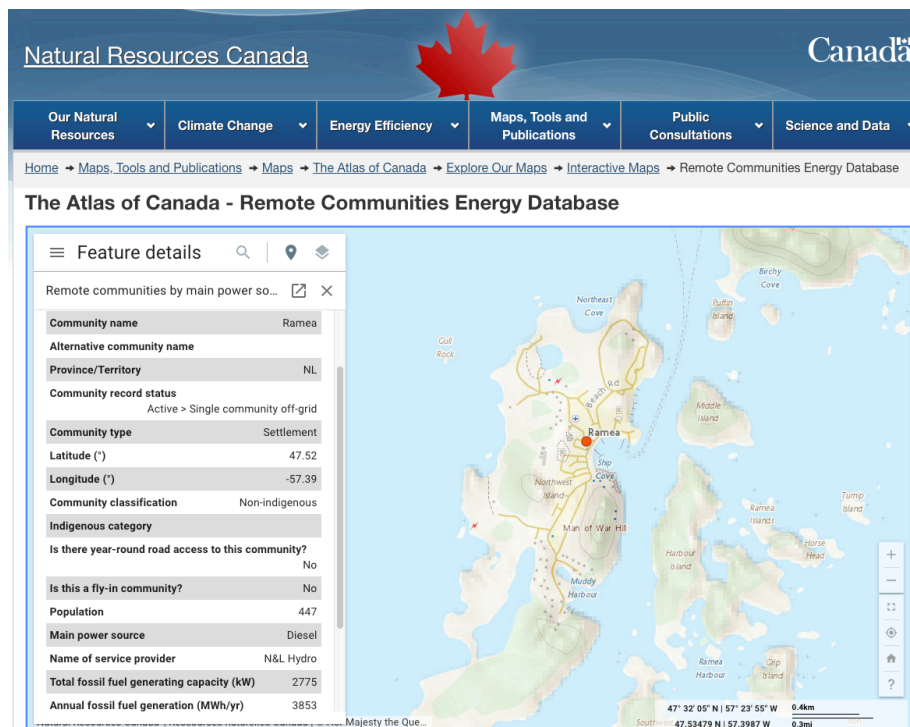 Natural Resources Canada
Canada
Our Natural Resources
Climate Change
Energy Efficiency
Maps, Tools and Publications
Public Consultations
Science and Data
Home → Maps, Tools and Publications → Maps → The Atlas of Canada → Explore Our Maps → Interactive Maps → Remote Communities Energy Database
The Atlas of Canada - Remote Communities Energy Database
Feature details
Remote communities by main power so...
Community name Ramea
Alternative community name
Province/Territory NL
Community record status
Active > Single community off-grid
Community type Settlement
Latitude (°) 47.52
Longitude (°) -57.39
Community classification Non-indigenous
Indigenous category
Is there year-round road access to this community?
No
Is this a fly-in community? No
Population 447
Main power source Diesel
Name of service provider N&L Hydro
Total fossil fuel generating capacity (kW) 2775
Annual fossil fuel generation (MWh/yr) 3853
Birchy Cove
Northeast Cove
Puffin Island
Gull Rock
Beach Rd
Middle Island
Ramea
Ship Cove
Northwest Island
Turnip Island
Ramea Islands
Man of War Hill
Horse Head
Harbour Island
Muddy Harbour
Ramea Harbour
Grip Island
47° 32' 05" N | 57° 23' 55" W 0.4km
47.53479 N | 57.3987 W 0.3mi
Majesty the Que...